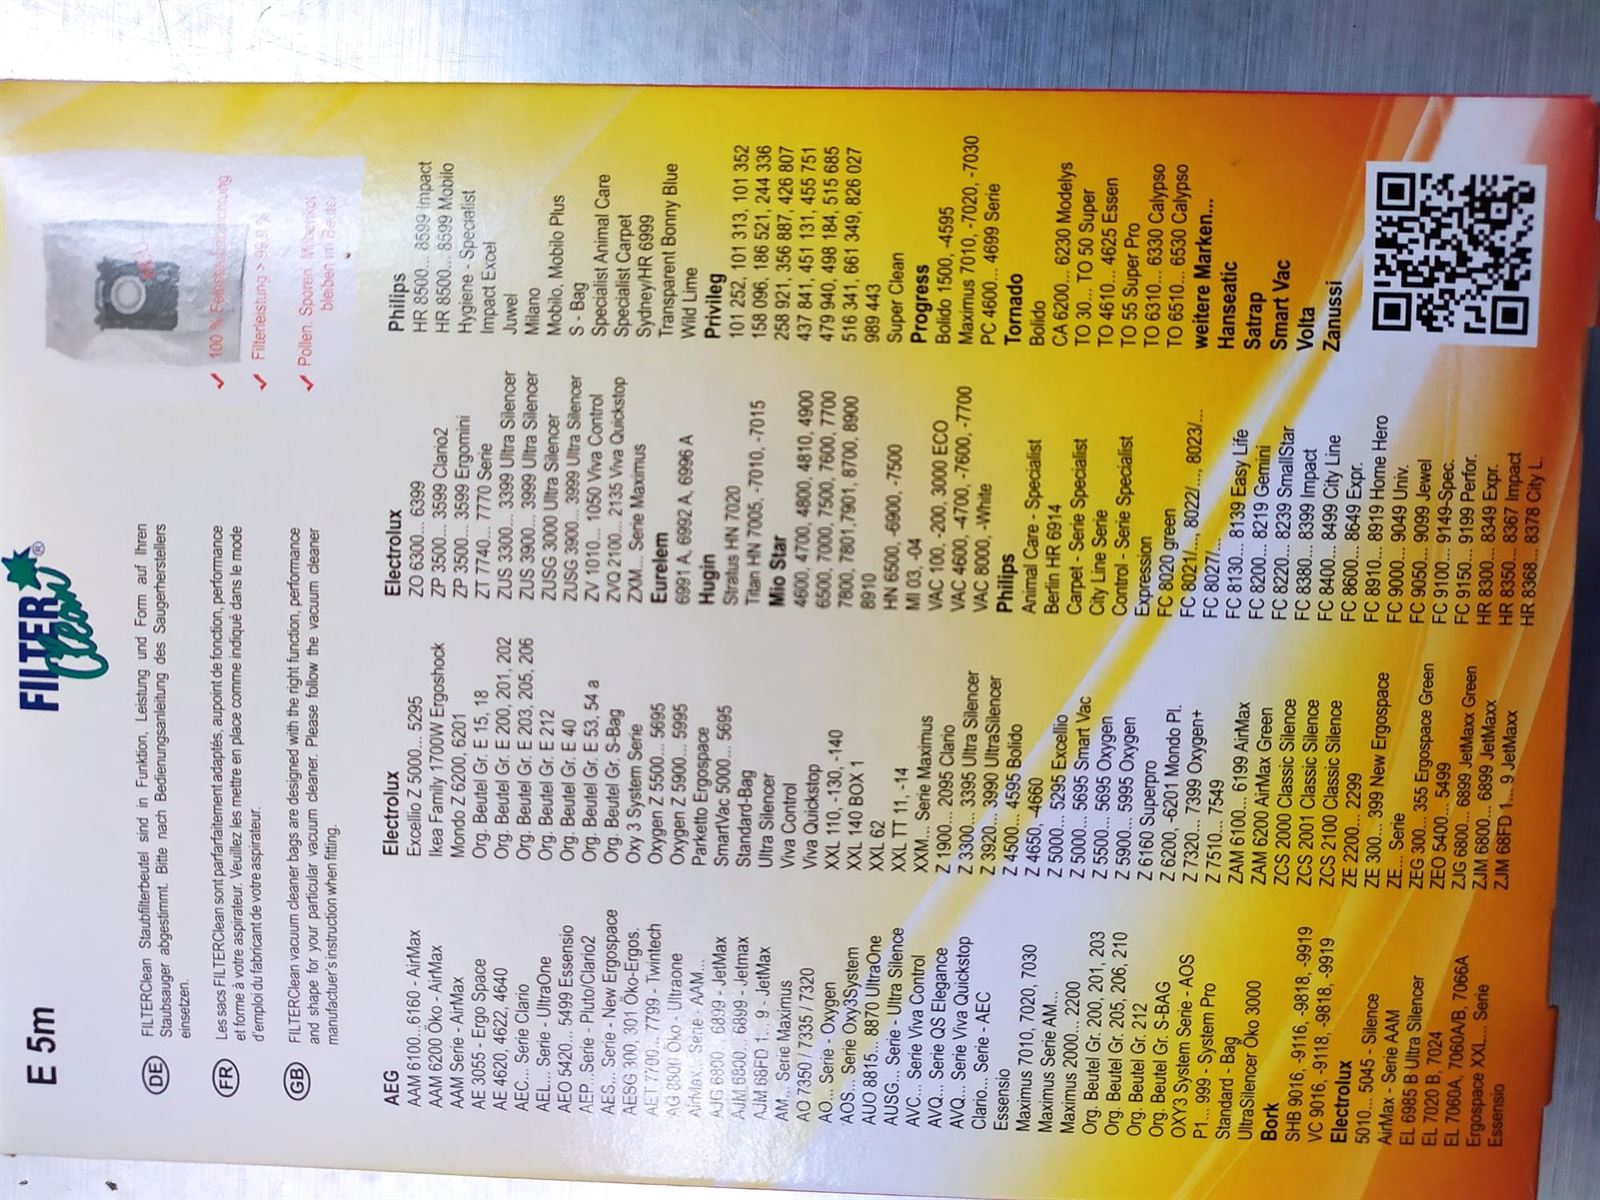 E 5m
FILTER
Clean®
DE
FILTERClean Staubfilterbeutel sind in Funktion, Leistung und Form auf Ihren
Staubsauger abgestimmt. Bitte nach Bedienungsanleitung des Saugerherstellers
einsetzen.
FR
Les sacs FILTERClean sont parfaitement adaptés, au point de fonction, performance
et forme à votre aspirateur. Veuillez les mettre en place comme indiqué dans le mode
d'emploi du fabricant de votre aspirateur.
GB
FILTERClean vacuum cleaner bags are designed with the right function, performance
and shape for your particular vacuum cleaner. Please follow the vacuum cleaner
manufacturer's instruction when fitting.
✓ 100 %
✓ Filterleistung > 99,9 %
✓ Pollen, Sporen, Milbenkot
bleiben im Beutel
AEG
AAM 6100...6160 - AirMax
AAM 6200 Öko - AirMax
AAM Serie - AirMax
AE 3055 - Ergo Space
AE 4620, 4622, 4640
AEC... Serie Clario
AEL... Serie - UltraOne
AEO 5420... 5499 Essensio
AEP...Serie - Pluto/Clario2
AES... Serie - New Ergospace
AESG 300, 301 Öko-Ergos.
AET 7700... 7799 - Twintech
AG 8800 Öko - Ultraone
AirMax.. Serie - AAM...
AJG 6800...6899 - JetMax
AJM 6800... 6899 - Jetmax
AJM 68FD 1... 9 - JetMax
AM... Serie Maximus
AO 7350 / 7335 / 7320
AO... Serie - Oxygen
AOS... Serie Oxy3System
AUO 8815... 8870 UltraOne
AUSG... Serie - Ultra Silence
AVC... Serie Viva Control
AVQ... Serie QS Elegance
AVQ... Serie Viva Quickstop
Clario... Serie - AEC
Essensio
Maximus 7010, 7020, 7030
Maximus Serie AM...
Maximus 2000... 2200
Org. Beutel Gr. 200, 201, 203
Org. Beutel Gr. 205, 206, 210
Org. Beutel Gr. 212
Org. Beutel Gr. S-BAG
OXY3 System Serie - AOS
P1... 999 - System Pro
Standard - Bag
UltraSilencer Öko 3000
Bork
SHB 9016, -9116, -9818, -9919
VC 9016, -9118, -9818, -9919
Electrolux
5010... 5045 - Silence
AirMax - Serie AAM
EL 6985 B Ultra Silencer
EL 7020 B, 7024
EL 7060A, 7060A/B, 7066A
Ergospace XXL... Serie
Essensio
Electrolux
Excellio Z 5000... 5295
Ikea Family 1700W Ergoshock
Mondo Z 6200, 6201
Org. Beutel Gr. E 15, 18
Org. Beutel Gr. E 200, 201, 202
Org. Beutel Gr. E 203, 205, 206
Org. Beutel Gr. E 212
Org. Beutel Gr. E 40
Org. Beutel Gr. E 53, 54 a
Org. Beutel Gr. S-Bag
Oxy 3 System Serie
Oxygen Z 5500... 5695
Oxygen Z 5900... 5995
Parketto Ergospace
SmartVac 5000... 5695
Standard-Bag
Ultra Silencer
Viva Control
Viva Quickstop
XXL 110, -130, -140
XXL 140 BOX 1
XXL 62
XXL TT 11, -14
XXM... Serie Maximus
Z 1900... 2095 Clario
Z 3300... 3395 Ultra Silencer
Z 3920... 3990 UltraSilencer
Z 4500... 4595 Bolido
Z 4650, -4660
Z 5000... 5295 Excellio
Z 5000... 5695 Smart Vac
Z 5500... 5695 Oxygen
Z 5900... 5995 Oxygen
Z 6160 Superpro
Z 6200, -6201 Mondo Pl.
Z 7320... 7399 Oxygen+
Z 7510... 7549
ZAM 6100... 6199 AirMax
ZAM 6200 AirMax Green
ZCS 2000 Classic Silence
ZCS 2001 Classic Silence
ZCS 2100 Classic Silence
ZE 2200... 2299
ZE 300... 399 New Ergospace
ZE.... Serie
ZEG 300... 355 Ergospace Green
ZEO 5400... 5499
ZJG 6800... 6899 JetMaxx Green
ZJM 6800... 6899 JetMaxx
ZJM 68FD 1... 9 JetMaxx
Electrolux
ZO 6300... 6399
ZP 3500... 3599 Clario2
ZP 3500... 3599 Ergomini
ZT 7740... 7770 Serie
ZUS 3300... 3399 Ultra Silencer
ZUS 3900... 3999 Ultra Silencer
ZUSG 3000 Ultra Silencer
ZUSG 3900... 3999 Ultra Silencer
ZV 1010... 1050 Viva Control
ZVQ 2100... 2135 Viva Quickstop
ZXM... Serie Maximus
Eurelem
6991 A, 6992 A, 6996 A
Hugin
Stratus HN 7020
Titan HN 7005, -7010, -7015
Mio Star
4600, 4700, 4800, 4810, 4900
6500, 7000, 7500, 7600, 7700
7800, 7801,7901, 8700, 8900
8910
HN 6500, -6900, -7500
MI 03, -04
VAC 100, -200, 3000 ECO
VAC 4600, -4700, -7600, -7700
VAC 8000, -White
Philips
Animal Care - Specialist
Berlin HR 6914
Carpet - Serie Specialist
City Line Serie
Control - Serie Specialist
Expression
FC 8020 green
FC 8021/..., 8022/...., 8023/...
FC 8027/...
FC 8130... 8139 Easy Life
FC 8200... 8219 Gemini
FC 8220... 8239 SmallStar
FC 8380... 8399 Impact
FC 8400... 8499 City Line
FC 8600... 8649 Expr.
FC 8910... 8919 Home Hero
FC 9000... 9049 Univ.
FC 9050... 9099 Jewel
FC 9100... 9149-Spec.
FC 9150... 9199 Perfor.
HR 8300... 8349 Expr.
HR 8350... 8367 Impact
HR 8368... 8378 City L.
Philips
HR 8500... 8599 Impact
HR 8500... 8599 Mobilo
Hygiene - Specialist
Impact Excel
Juwel
Milano
Mobilo, Mobilo Plus
S - Bag
Specialist Animal Care
Specialist Carpet
Sydney/HR 6999
Transparent Bonny Blue
Wild Lime
Privileg
101 252, 101 313, 101 352
158 096, 186 521, 244 336
258 921, 356 887, 426 807
437 841, 451 131, 455 751
479 940, 498 184, 515 685
516 341, 661 349, 826 027
989 443
Super Clean
Progress
Bolido 1500, -4595
Maximus 7010, -7020, -7030
PC 4600... 4699 Serie
Tornado
Bolido
CA 6200... 6230 Modelys
TO 30... TO 50 Super
TO 4610... 4625 Essen
TO 55 Super Pro
TO 6310... 6330 Calypso
TO 6510... 6530 Calypso
weitere Marken...
Hanseatic
Satrap
Smart Vac
Volta
Zanussi